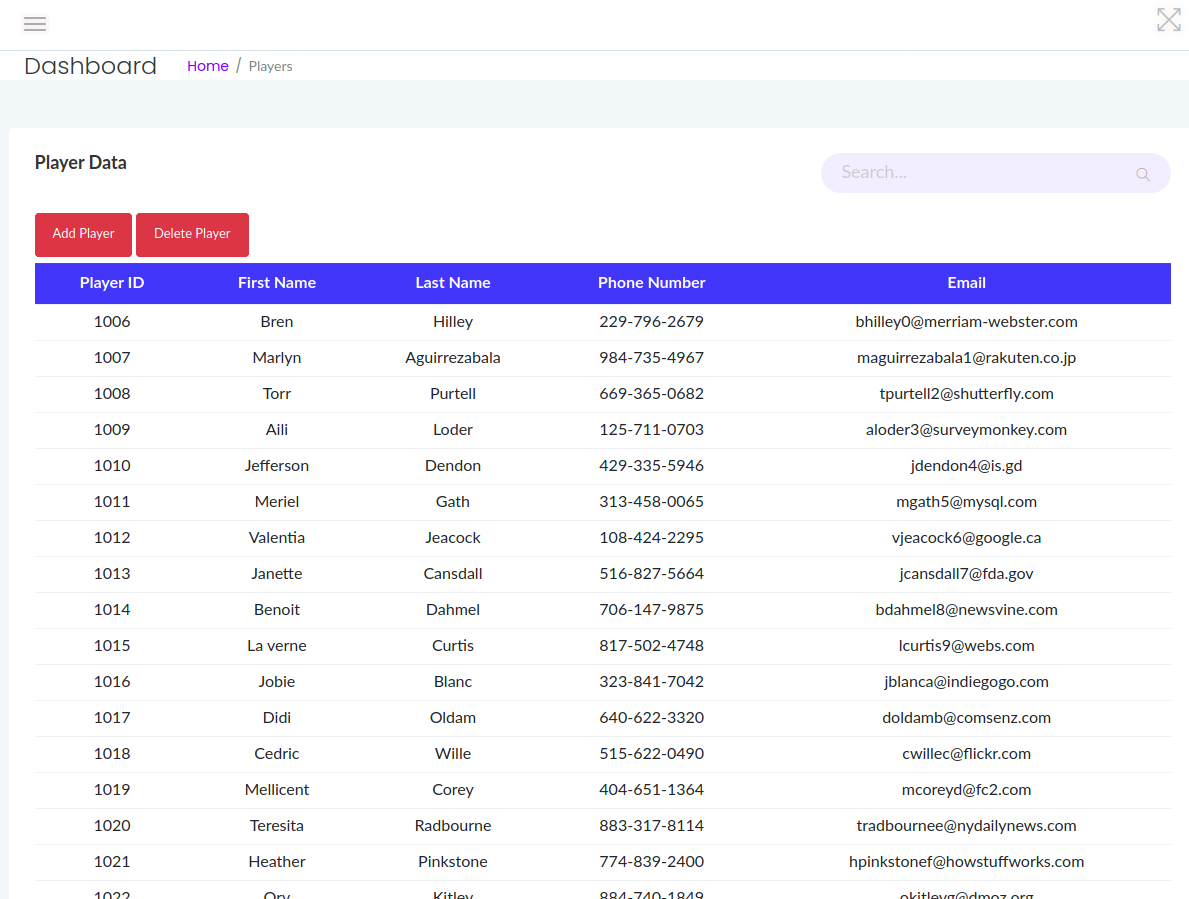 Dashboard Home / Players
Player Data
Search...
Add Player Delete Player
Player ID First Name Last Name Phone Number Email
1006 Bren Hilley 229-796-2679 bhilley0@merriam-webster.com
1007 Marlyn Aguirrezabala 984-735-4967 maguirrezabala1@rakuten.co.jp
1008 Torr Purtell 669-365-0682 tpurtell2@shutterfly.com
1009 Aili Loder 125-711-0703 aloder3@surveymonkey.com
1010 Jefferson Dendon 429-335-5946 jdendon4@is.gd
1011 Meriel Gath 313-458-0065 mgath5@mysql.com
1012 Valentia Jeacock 108-424-2295 vjeacock6@google.ca
1013 Janette Cansdall 516-827-5664 jcansdall7@fda.gov
1014 Benoit Dahmel 706-147-9875 bdahmel8@newsvine.com
1015 La verne Curtis 817-502-4748 lcurtis9@webs.com
1016 Jobie Blanc 323-841-7042 jblanca@indiegogo.com
1017 Didi Oldam 640-622-3320 doldamb@comsenz.com
1018 Cedric Wille 515-622-0490 cwillec@flickr.com
1019 Mellicent Corey 404-651-1364 mcoreyd@fc2.com
1020 Teresita Radbourne 883-317-8114 tradbournee@nydailynews.com
1021 Heather Pinkstone 774-839-2400 hpinkstonef@howstuffworks.com
1022 Ory Kitley 884-740-1849 okitleyg@dmoz.org